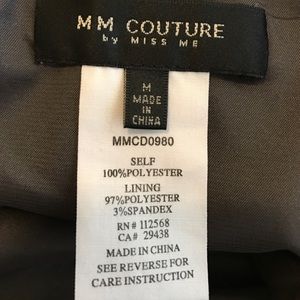 MM COUTURE
by MISS ME
M
MADE
IN
CHINA
MMCD0980
SELF
100%POLYESTER
LINING
97%POLYESTER
3%SPANDEX
RN# 112568
CA# 29438
MADE IN CHINA
SEE REVERSE FOR
CARE INSTRUCTION